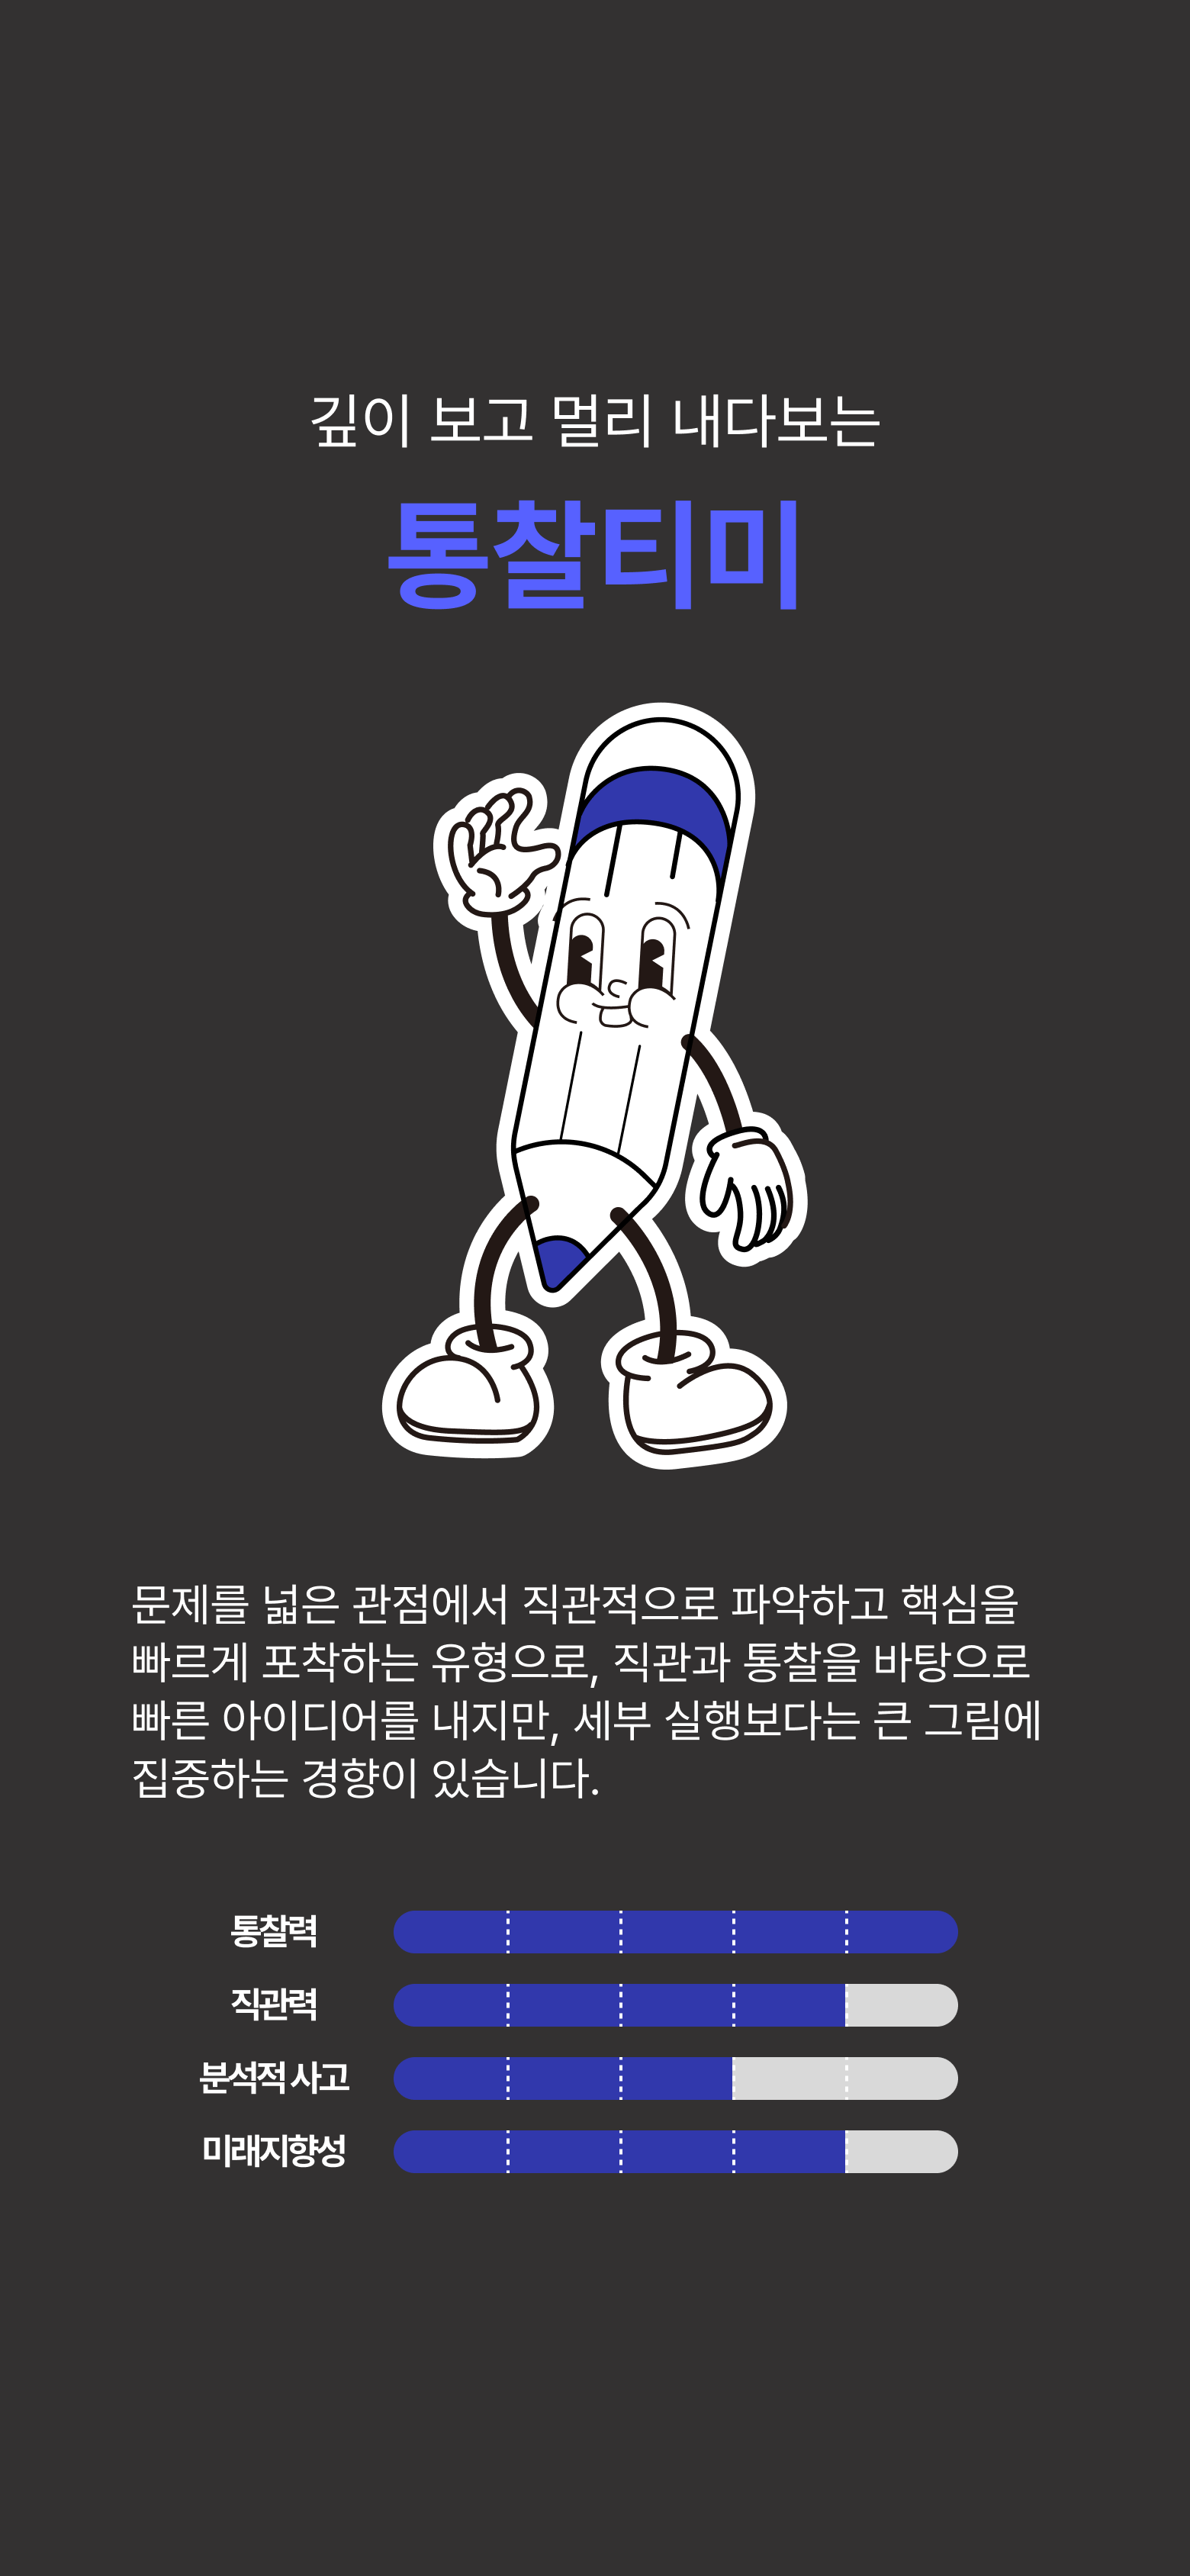 깊이 보고 멀리 내다보는
통찰티미
문제를 넓은 관점에서 직관적으로 파악하고 핵심을
빠르게 포착하는 유형으로, 직관과 통찰을 바탕으로
빠른 아이디어를 내지만, 세부 실행보다는 큰 그림에
집중하는 경향이 있습니다.
통찰력
직관력
분석적 사고
미래지향성